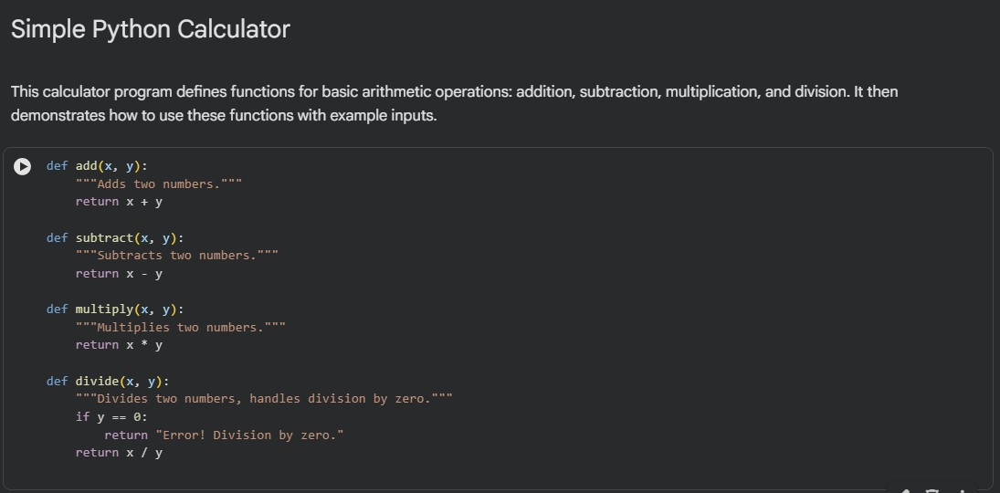 Simple Python Calculator
This calculator program defines functions for basic arithmetic operations: addition, subtraction, multiplication, and division. It then
demonstrates how to use these functions with example inputs.
def add(x, y):
    """Adds two numbers."""
    return x + y
def subtract(x, y):
    """Subtracts two numbers."""
    return x - y
def multiply(x, y):
    """Multiplies two numbers."""
    return x * y
def divide(x, y):
    """Divides two numbers, handles division by zero."""
    if y == 0:
        return "Error! Division by zero."
    return x / y